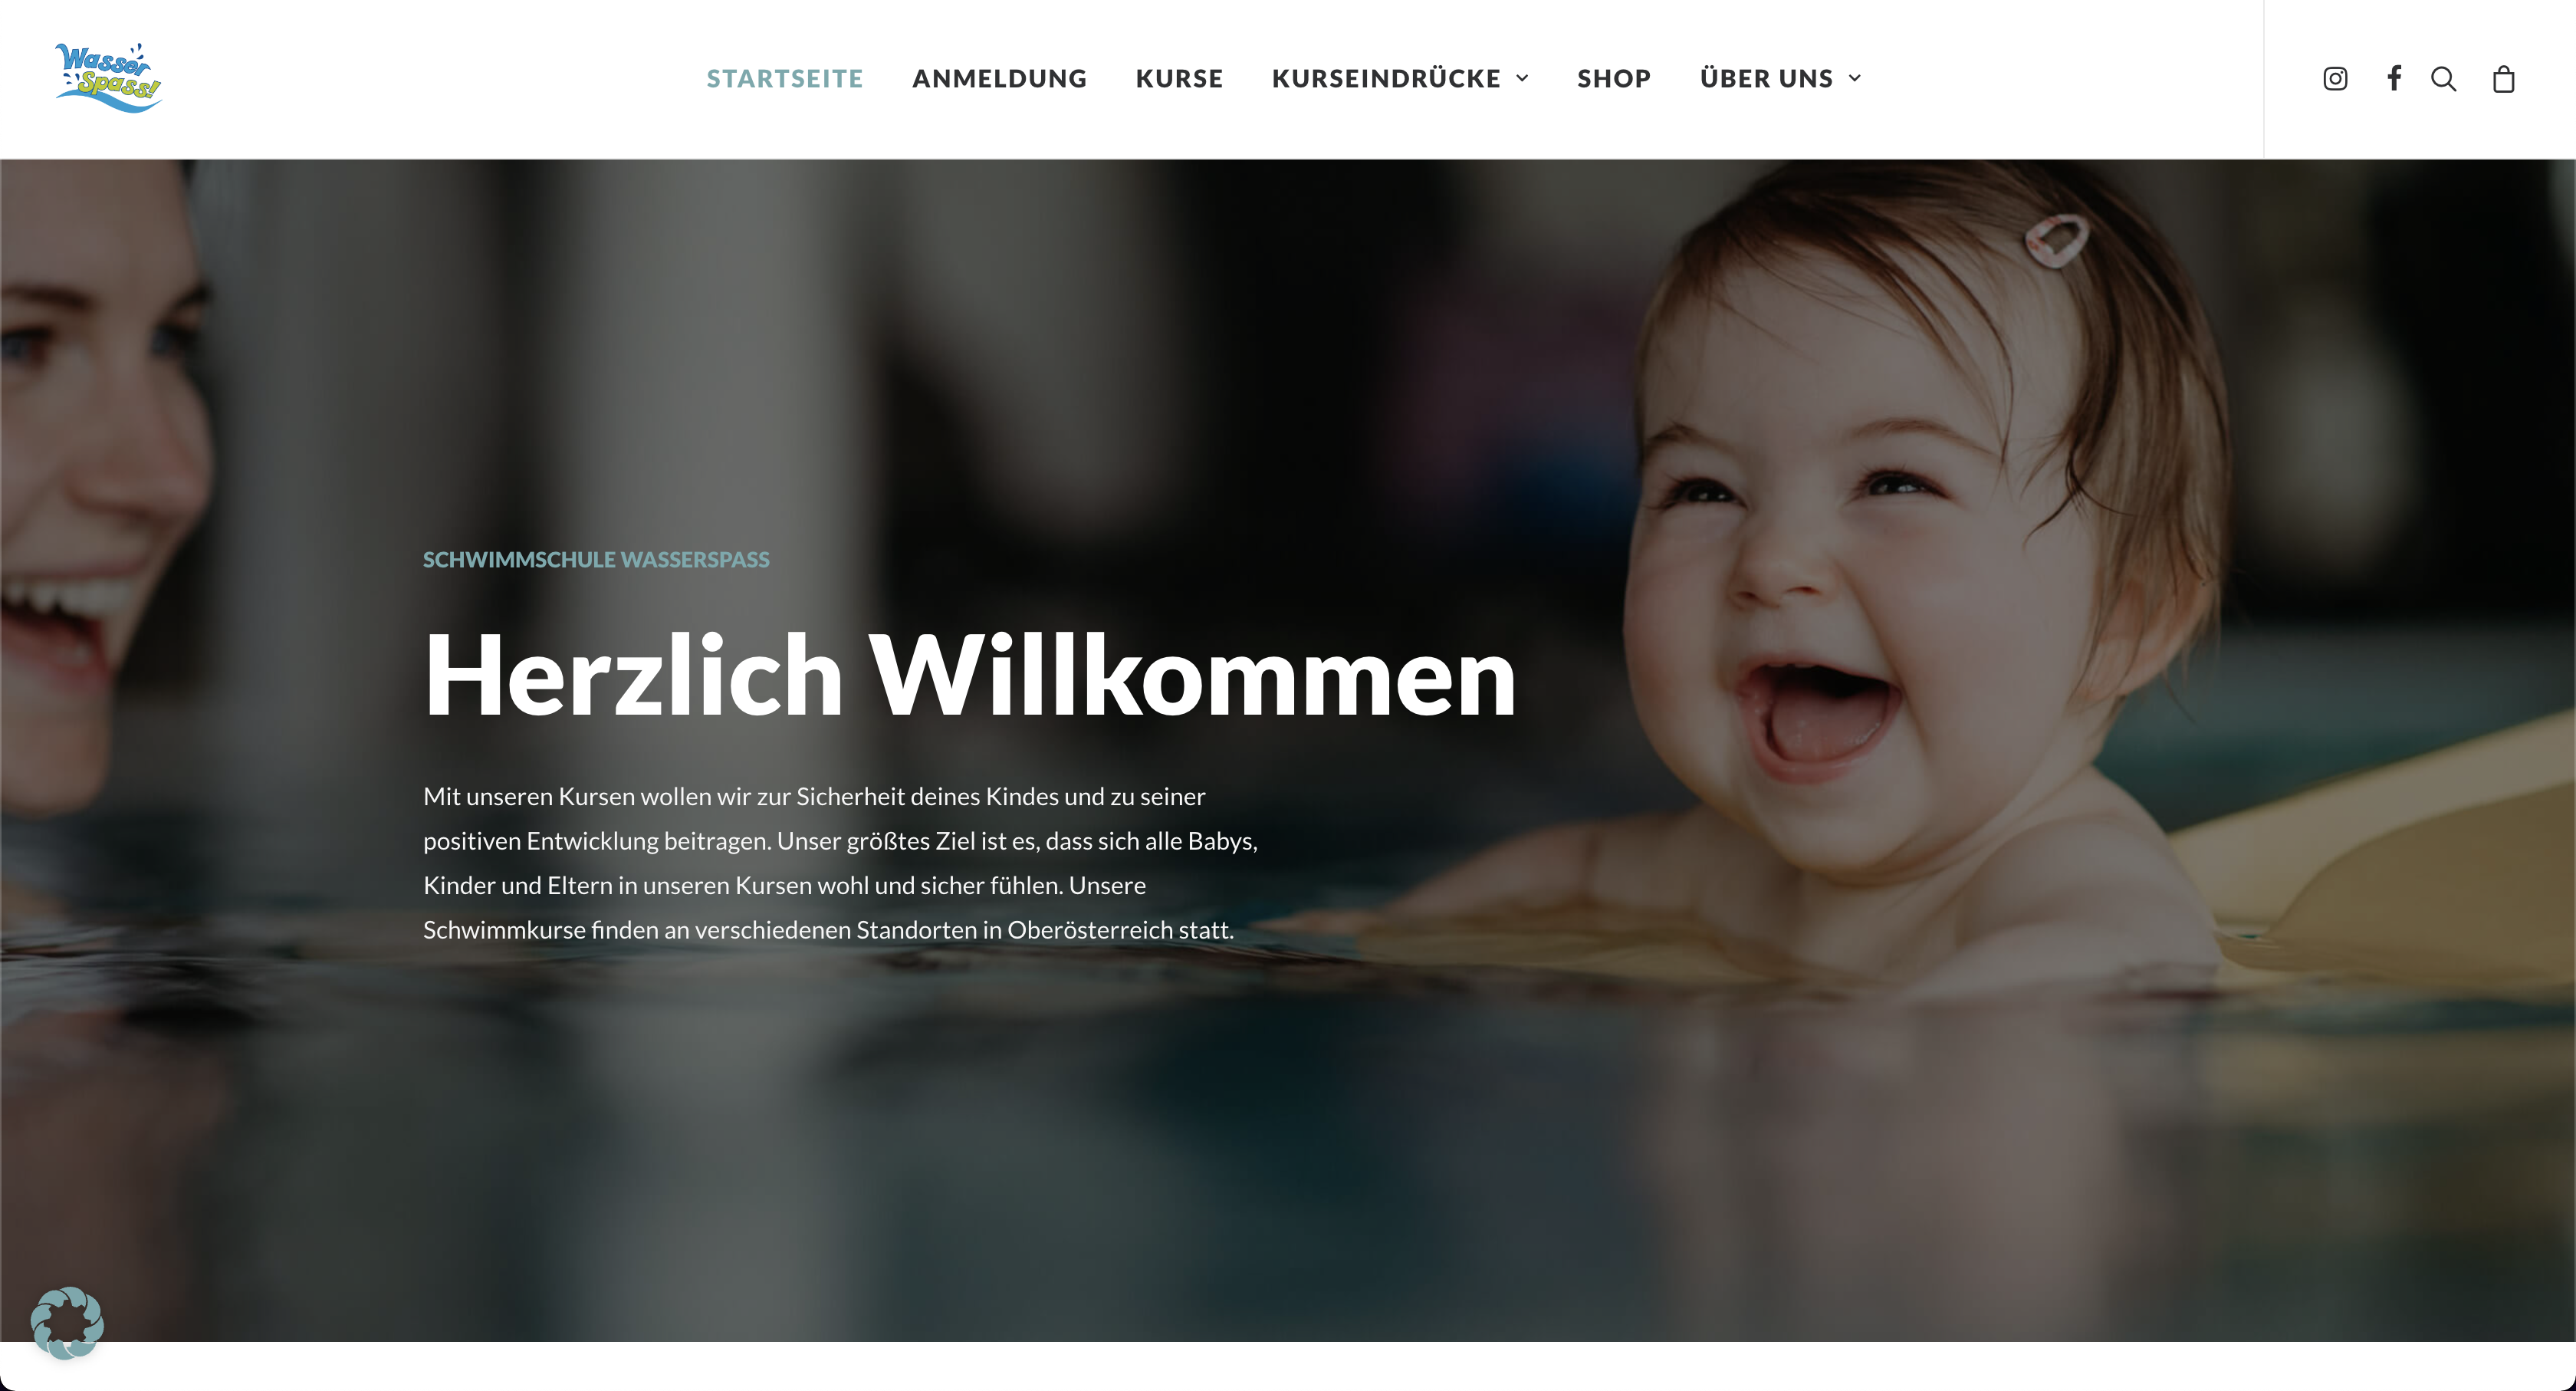 Wasser
Spass!
STARTSEITE ANMELDUNG KURSE KURSEINDRÜCKE SHOP ÜBER UNS
SCHWIMMSCHULE WASSERSPASS
Herzlich Willkommen
Mit unseren Kursen wollen wir zur Sicherheit deines Kindes und zu seiner
positiven Entwicklung beitragen. Unser größtes Ziel ist es, dass sich alle Babys,
Kinder und Eltern in unseren Kursen wohl und sicher fühlen. Unsere
Schwimmkurse finden an verschiedenen Standorten in Oberösterreich statt.